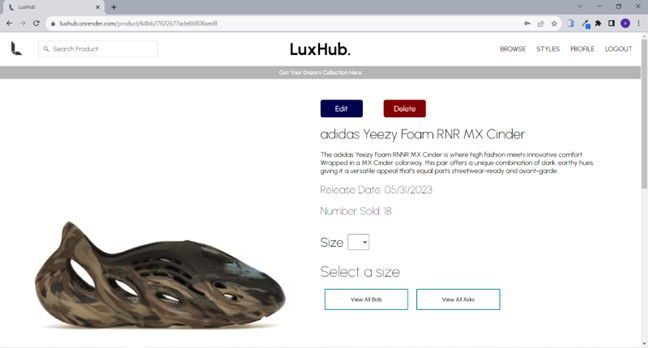 LuxHub
luxhub.onrender.com/product/64bb27622677ade86808aed8
Search Product
LuxHub.
BROWSE STYLES PROFILE LOGOUT
Get Your Dream Collection Here
Edit Delete
adidas Yeezy Foam RNR MX Cinder
The adidas Yeezy Foam RNNR MX Cinder is where high fashion meets innovative comfort.
Wrapped in a MX Cinder colorway, this pair offers a unique combination of dark, earthy hues,
giving it a versatile appeal that's equal parts streetwear-ready and avant-garde.
Release Date: 05/31/2023
Number Sold: 18
Size
Select a size
View All Bids View All Asks